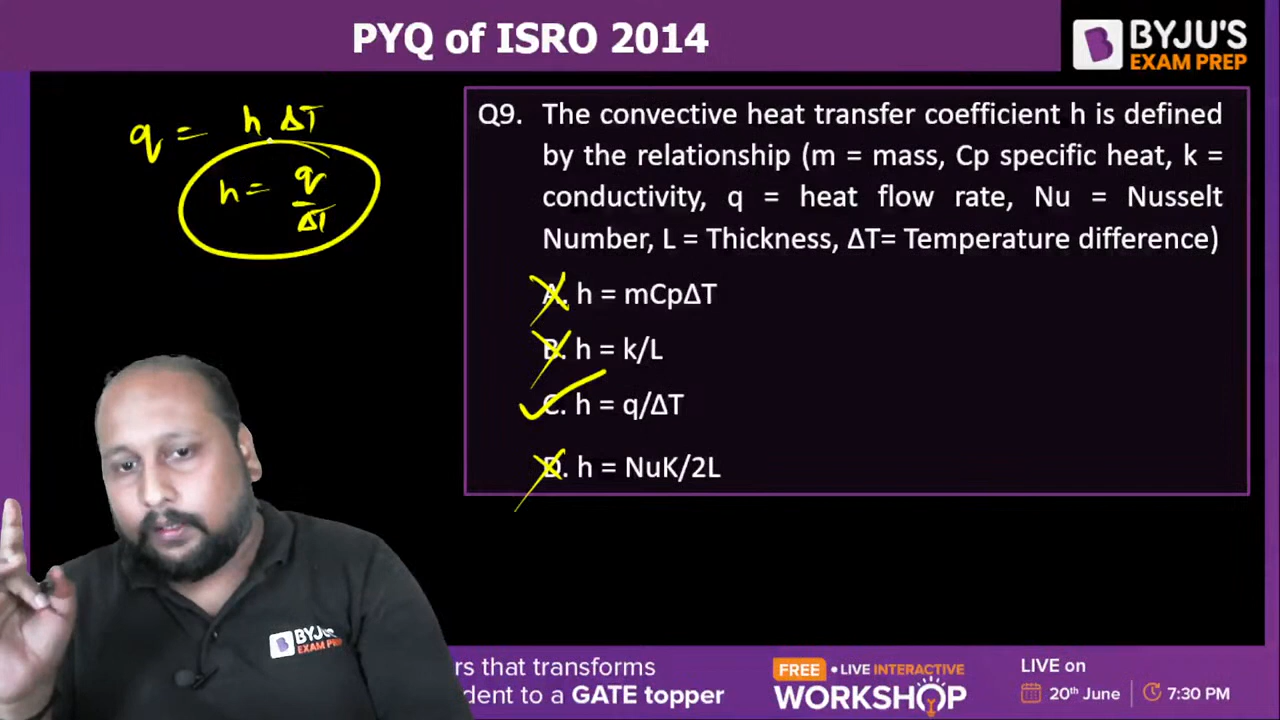 PYQ of ISRO 2014
BYJU'S
EXAM PREP
q = h ΔT
h = q/ΔT
Q9. The convective heat transfer coefficient h is defined
by the relationship (m = mass, Cp specific heat, k =
conductivity, q = heat flow rate, Nu = Nusselt
Number, L = Thickness, ΔT= Temperature difference)
A. h = mCpΔT
B. h = k/L
C. h = q/ΔT
D. h = NuK/2L
BYJU'S
EXAM PREP
rs that transforms
dent to a GATE topper
FREE • LIVE INTERACTIVE
WORKSHOP
LIVE on
20th June | 7:30 PM